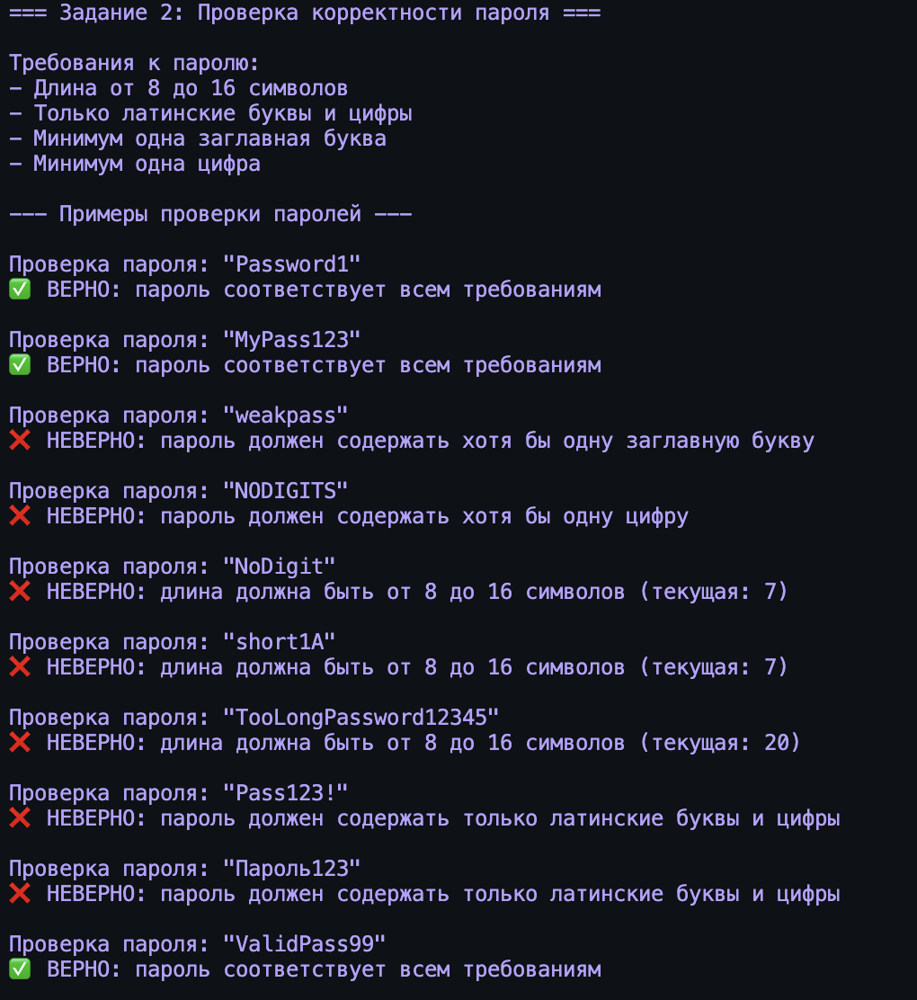 === Задание 2: Проверка корректности пароля ===
Требования к паролю:
- Длина от 8 до 16 символов
- Только латинские буквы и цифры
- Минимум одна заглавная буква
- Минимум одна цифра
--- Примеры проверки паролей ---
Проверка пароля: "Password1"
✅ ВЕРНО: пароль соответствует всем требованиям
Проверка пароля: "MyPass123"
✅ ВЕРНО: пароль соответствует всем требованиям
Проверка пароля: "weakpass"
❌ НЕВЕРНО: пароль должен содержать хотя бы одну заглавную букву
Проверка пароля: "NODIGITS"
❌ НЕВЕРНО: пароль должен содержать хотя бы одну цифру
Проверка пароля: "NoDigit"
❌ НЕВЕРНО: длина должна быть от 8 до 16 символов (текущая: 7)
Проверка пароля: "short1A"
❌ НЕВЕРНО: длина должна быть от 8 до 16 символов (текущая: 7)
Проверка пароля: "TooLongPassword12345"
❌ НЕВЕРНО: длина должна быть от 8 до 16 символов (текущая: 20)
Проверка пароля: "Pass123!"
❌ НЕВЕРНО: пароль должен содержать только латинские буквы и цифры
Проверка пароля: "Пароль123"
❌ НЕВЕРНО: пароль должен содержать только латинские буквы и цифры
Проверка пароля: "ValidPass99"
✅ ВЕРНО: пароль соответствует всем требованиям